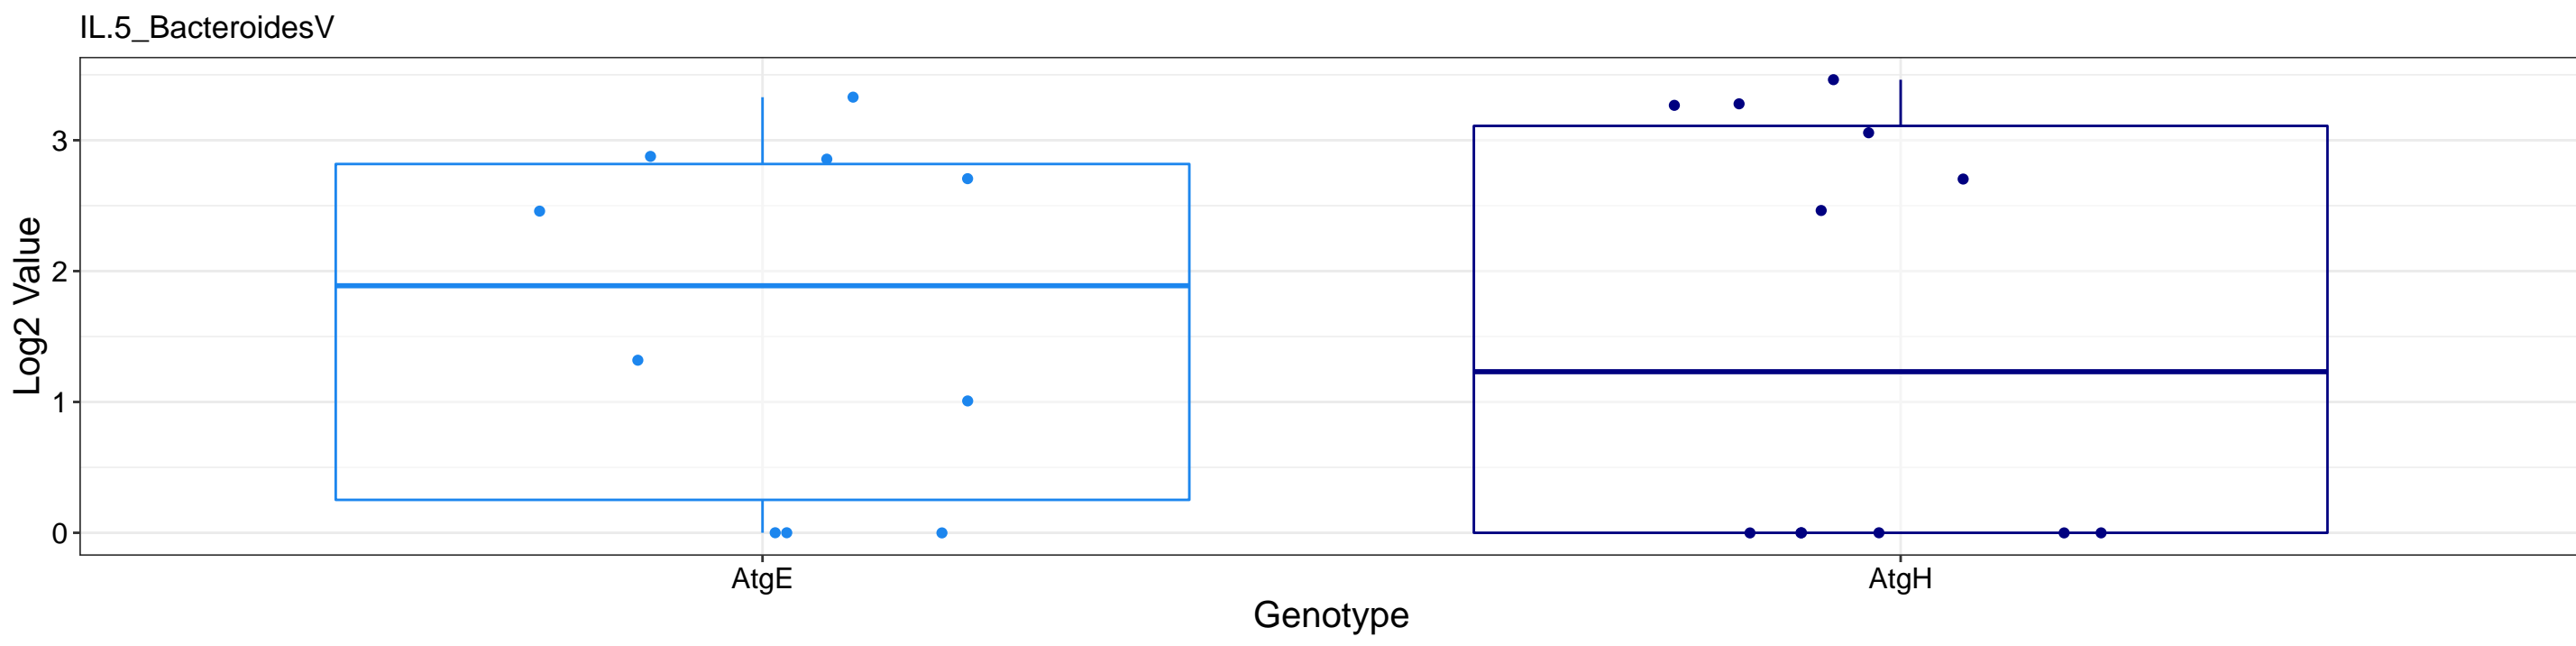 IL.5_BacteroidesV
Log2 Value
3
2
1
0
AtgE
AtgH
Genotype